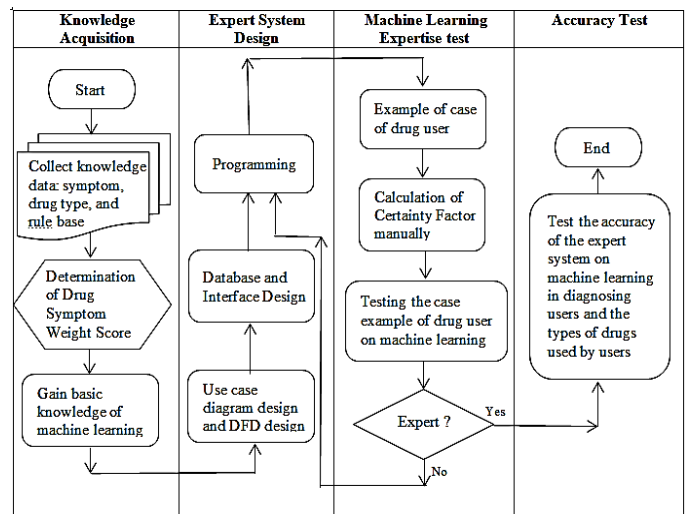 Knowledge
Acquisition
Expert System
Design
Machine Learning
Expertise test
Accuracy Test
Start
Collect knowledge
data: symptom,
drug type, and
rule base
Determination
of Drug
Symptom
Weight Score
Gain basic
knowledge of
machine learning
Programming
Database and
Interface Design
Use case
diagram design
and DFD design
Example of case
of drug user
Calculation of
Certainty Factor
manually
Testing the case
example of drug user
on machine learning
Expert ?
Yes
No
End
Test the accuracy
of the expert
system on
machine learning
in diagnosing
users and the
types of drugs
used by users